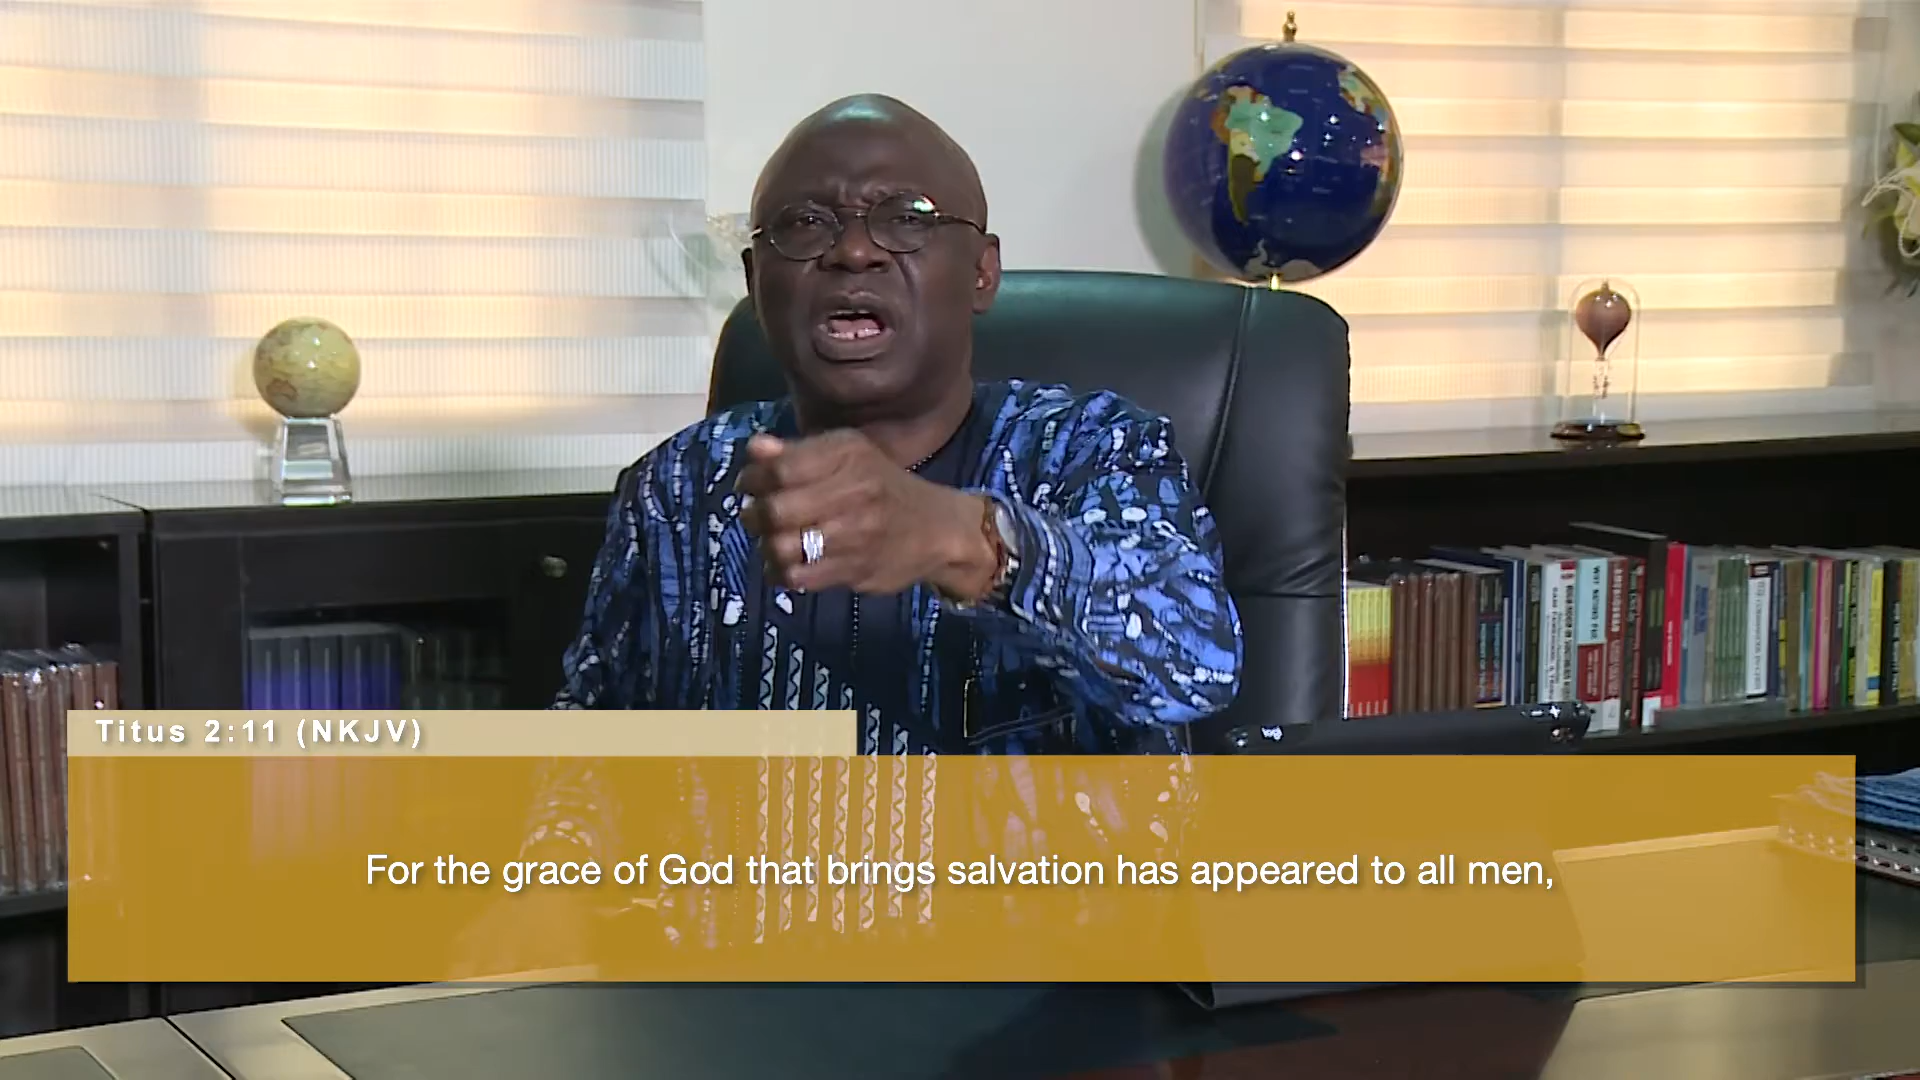 Titus 2:11 (NKJV)
For the grace of God that brings salvation has appeared to all men,